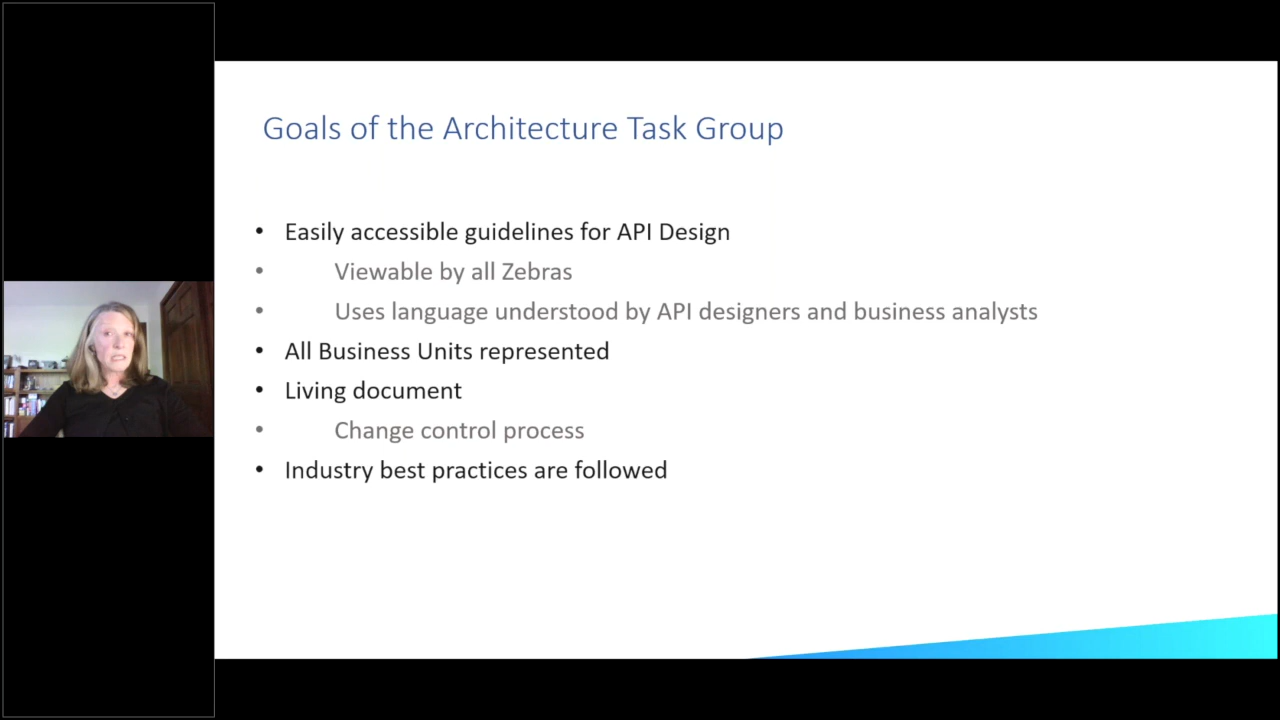 Goals of the Architecture Task Group
• Easily accessible guidelines for API Design
• Viewable by all Zebras
• Uses language understood by API designers and business analysts
• All Business Units represented
• Living document
• Change control process
• Industry best practices are followed